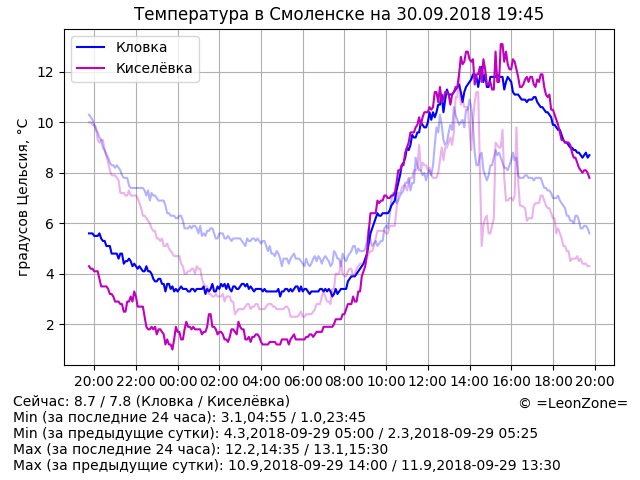 Температура в Смоленске на 30.09.2018 19:45
Кловка
Киселёвка
градусов Цельсия, °C
12
10
8
6
4
2
20:00 22:00 00:00 02:00 04:00 06:00 08:00 10:00 12:00 14:00 16:00 18:00 20:00
Сейчас: 8.7 / 7.8 (Кловка / Киселёвка)
© =LeonZone=
Min (за последние 24 часа): 3.1,04:55 / 1.0,23:45
Min (за предыдущие сутки): 4.3,2018-09-29 05:00 / 2.3,2018-09-29 05:25
Max (за последние 24 часа): 12.2,14:35 / 13.1,15:30
Max (за предыдущие сутки): 10.9,2018-09-29 14:00 / 11.9,2018-09-29 13:30